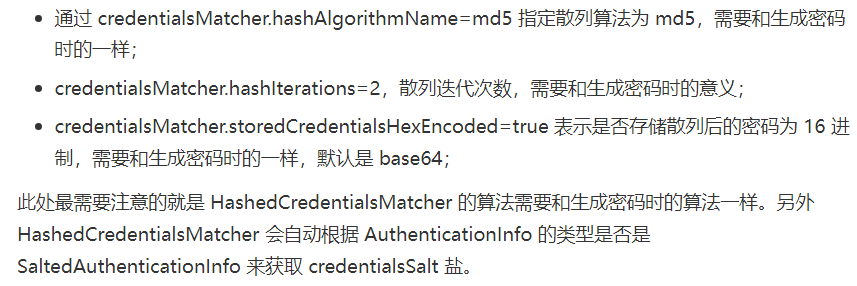 • 通过 credentialsMatcher.hashAlgorithmName=md5 指定散列算法为 md5，需要和生成密码
时的一样；
• credentialsMatcher.hashIterations=2，散列迭代次数，需要和生成密码时的意义；
• credentialsMatcher.storedCredentialsHexEncoded=true 表示是否存储散列后的密码为 16 进
制，需要和生成密码时的一样，默认是 base64；
此处最需要注意的就是 HashedCredentialsMatcher 的算法需要和生成密码时的算法一样。另外
HashedCredentialsMatcher 会自动根据 AuthenticationInfo 的类型是否是
SaltedAuthenticationInfo 来获取 credentialsSalt 盐。